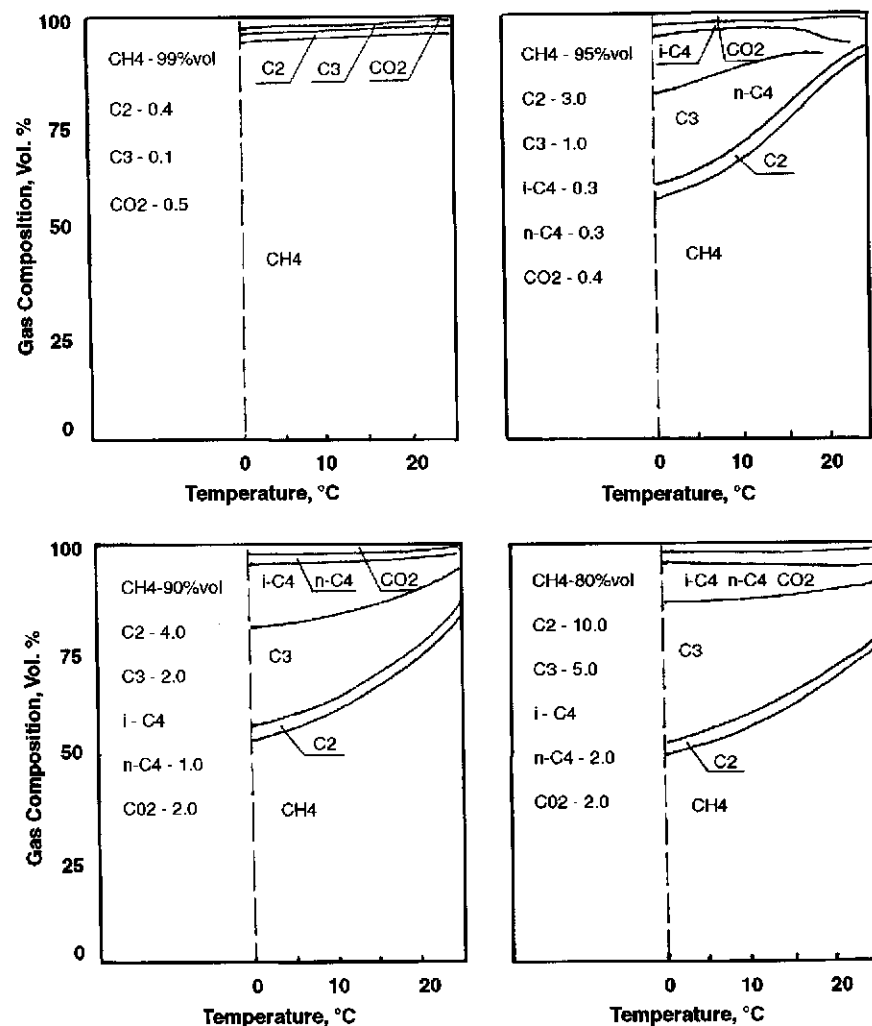 Gas Composition, Vol. %
100
75
50
25
0
CH4 - 99%vol
C2 - 0.4
C3 - 0.1
CO2 - 0.5
C2 C3 CO2
CH4
0 10 20
Temperature, °C
CH4 - 95%vol
C2 - 3.0
C3 - 1.0
i-C4 - 0.3
n-C4 - 0.3
CO2 - 0.4
i-C4 CO2
n-C4
C3
C2
CH4
0 10 20
Temperature, °C
Gas Composition, Vol. %
100
75
50
25
0
CH4-90%vol
C2 - 4.0
C3 - 2.0
i - C4
n-C4 - 1.0
C02 - 2.0
i-C4 n-C4 CO2
C3
C2
CH4
0 10 20
Temperature, °C
CH4-80%vol
C2 - 10.0
C3 - 5.0
i - C4
n-C4 - 2.0
C02 - 2.0
i-C4 n-C4 CO2
C3
C2
CH4
0 10 20
Temperature, °C